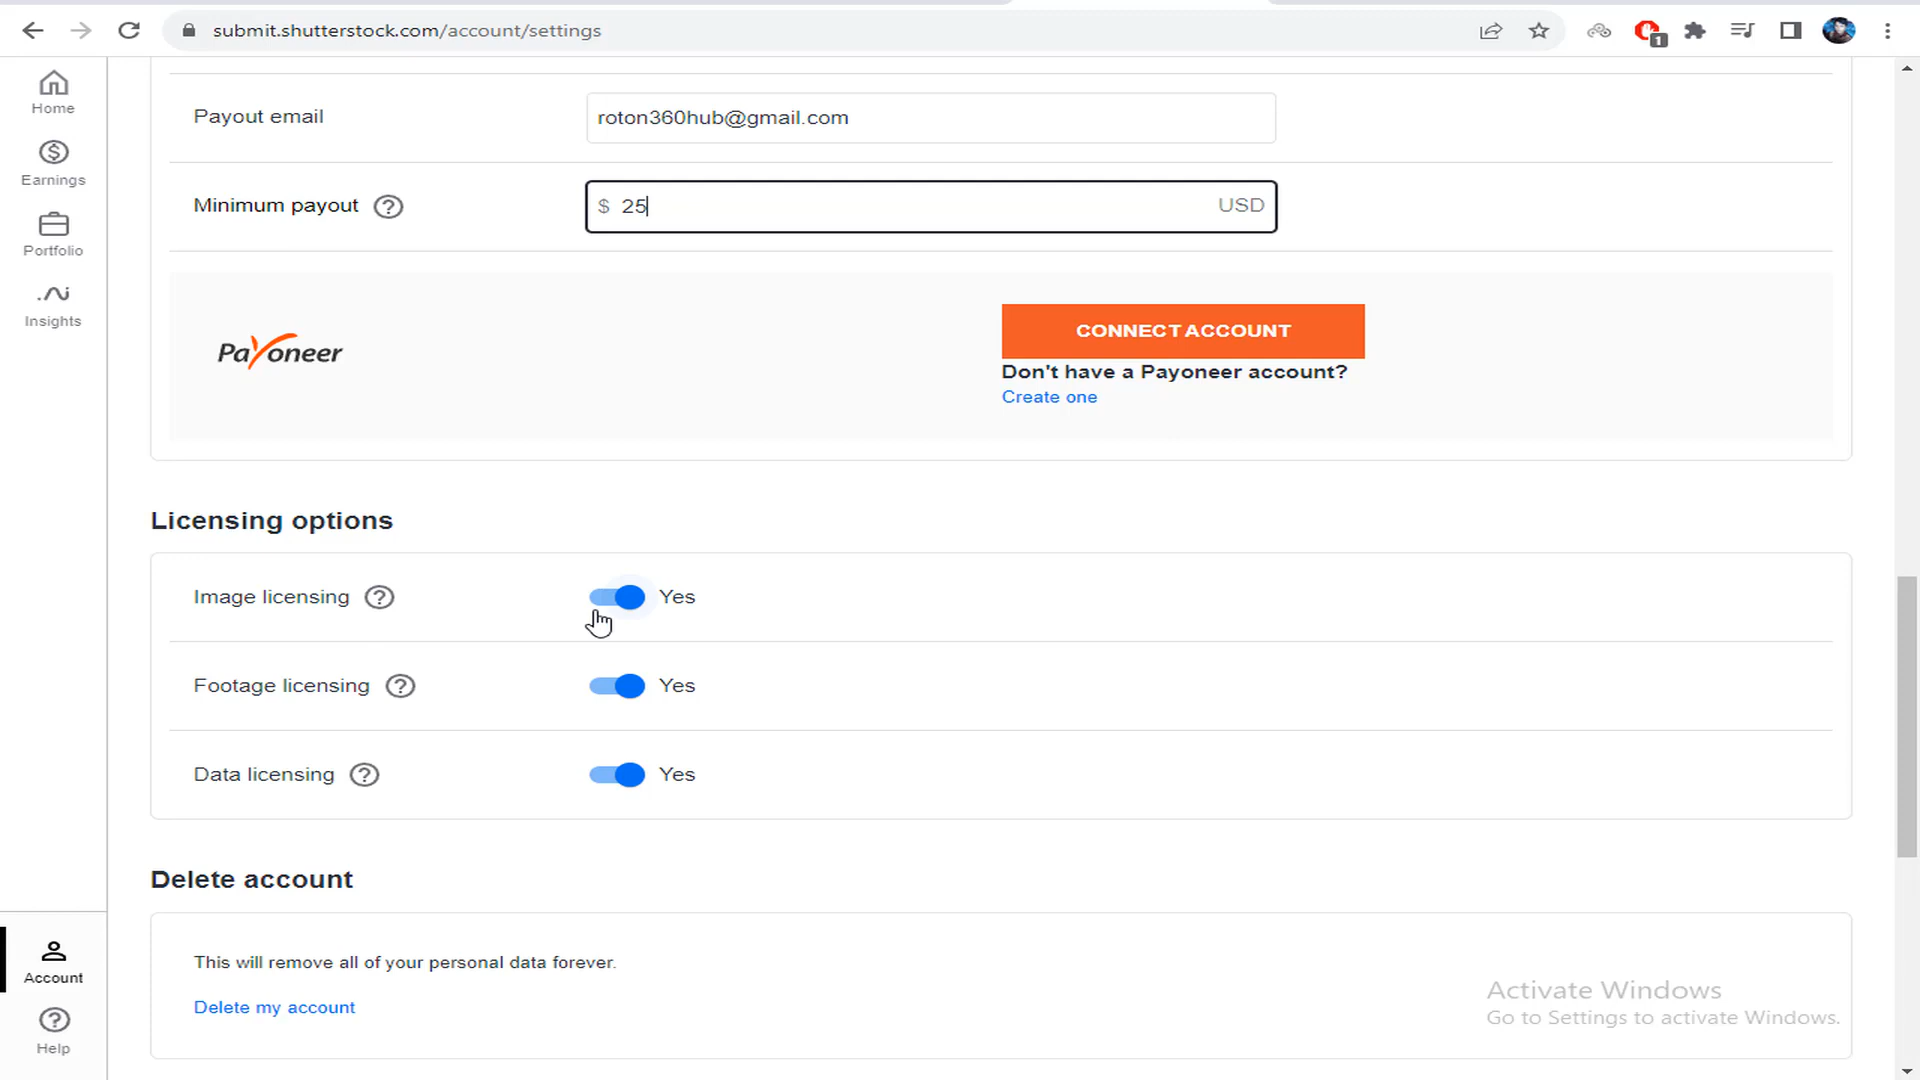 submit.shutterstock.com/account/settings
1
Home
Earnings
Portfolio
Insights
Account
Help
Payout email
roton360hub@gmail.com
Minimum payout ?
$ 25 USD
Payoneer
CONNECT ACCOUNT
Don't have a Payoneer account?
Create one
Licensing options
Image licensing ? Yes
Footage licensing ? Yes
Data licensing ? Yes
Delete account
This will remove all of your personal data forever.
Delete my account
Activate Windows
Go to Settings to activate Windows.